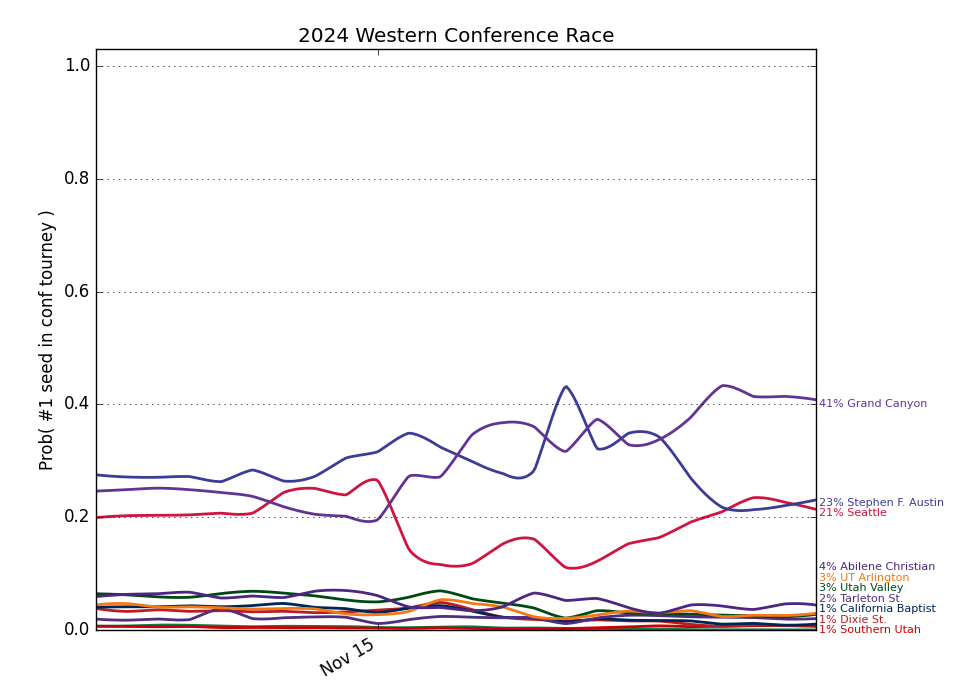 2024 Western Conference Race
Prob( #1 seed in conf tourney )
1.0
0.8
0.6
0.4
0.2
0.0
Nov 15
41% Grand Canyon
23% Stephen F. Austin
21% Seattle
4% Abilene Christian
3% UT Arlington
3% Utah Valley
2% Tarleton St.
1% California Baptist
1% Dixie St.
1% Southern Utah